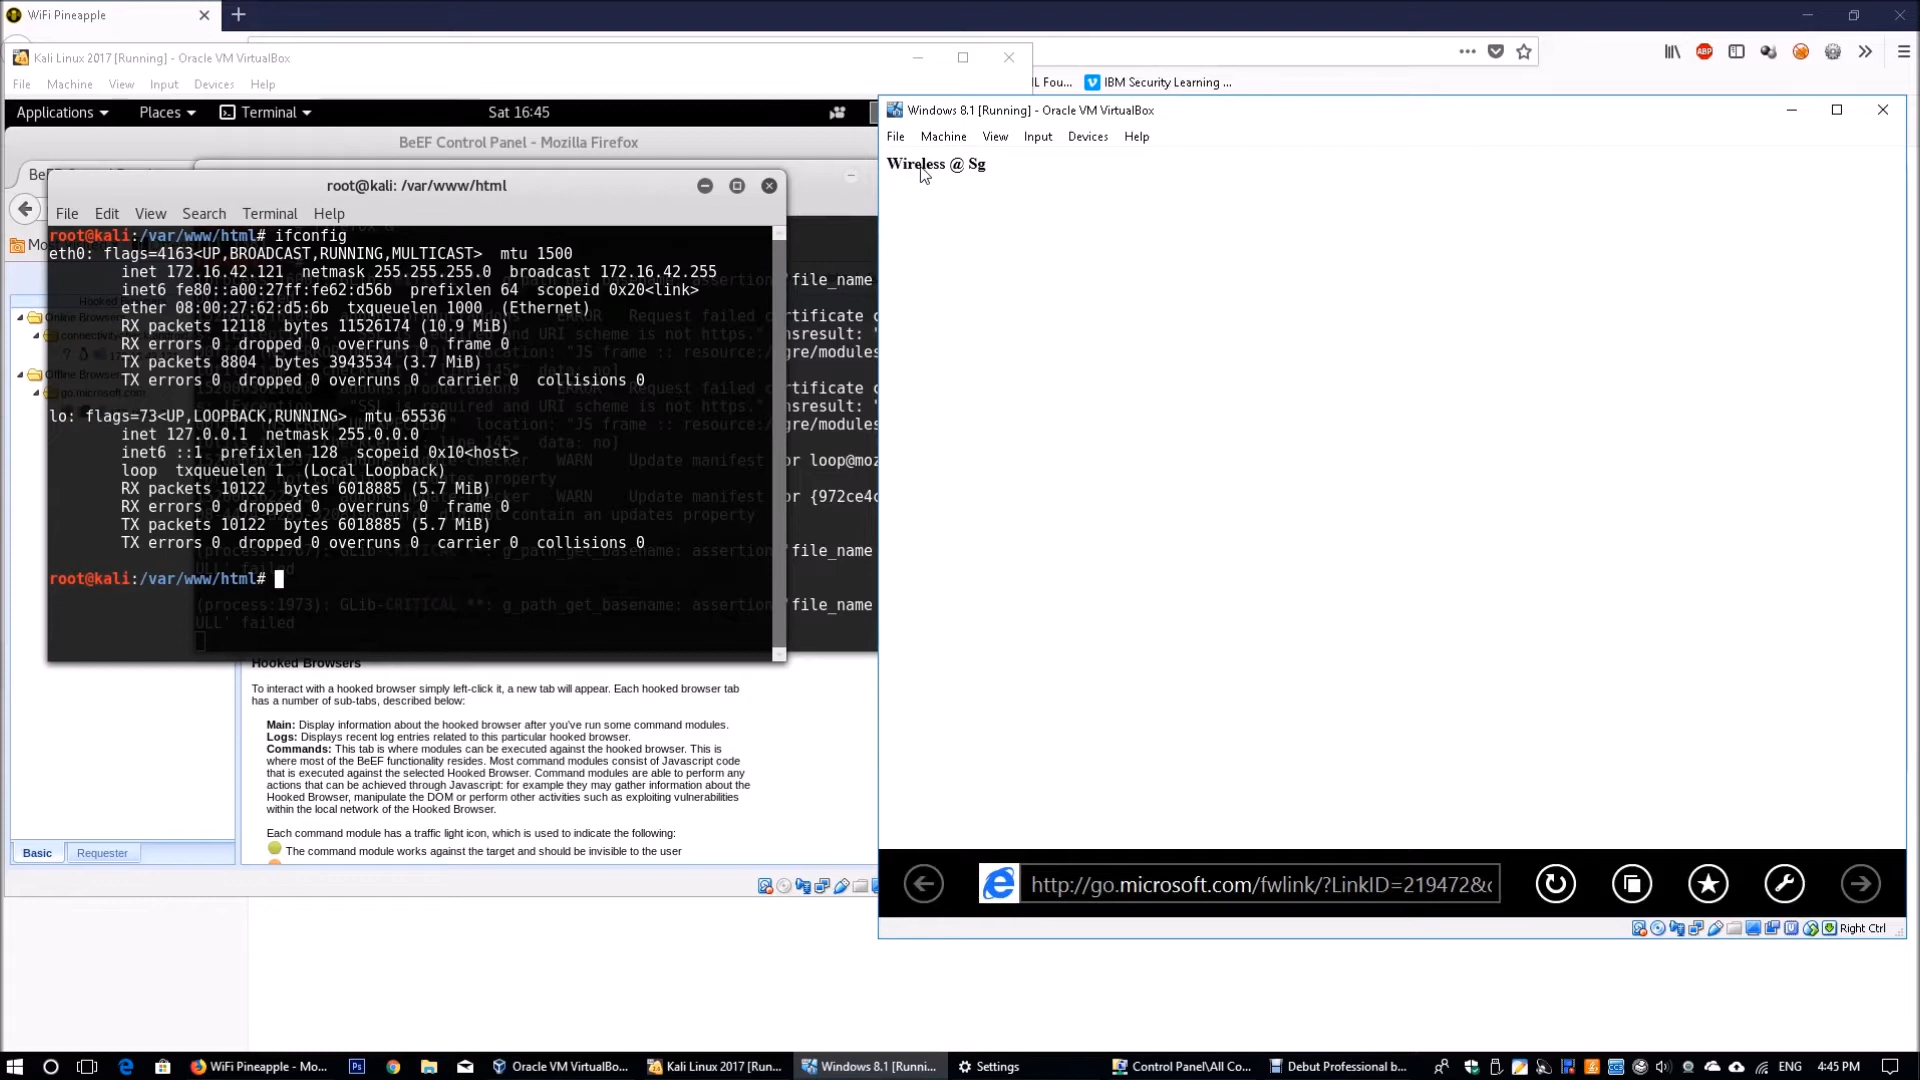 WiFi Pineapple
Kali Linux 2017 [Running] - Oracle VM VirtualBox
File Machine View Input Devices Help
L Fou... IBM Security Learning ...
Applications Places Terminal Sat 16:45
BeEF Control Panel - Mozilla Firefox
root@kali: /var/www/html
File Edit View Search Terminal Help
root@kali:/var/www/html# ifconfig
eth0: flags=4163<UP,BROADCAST,RUNNING,MULTICAST>  mtu 1500
inet 172.16.42.121  netmask 255.255.255.0  broadcast 172.16.42.255
inet6 fe80::a00:27ff:fe62:d56b  prefixlen 64  scopeid 0x20<link>
ether 08:00:27:62:d5:6b  txqueuelen 1000  (Ethernet)
RX packets 12118  bytes 11526174 (10.9 MiB)
RX errors 0  dropped 0  overruns 0  frame 0
TX packets 8804  bytes 3943534 (3.7 MiB)
TX errors 0  dropped 0 overruns 0  carrier 0  collisions 0
lo: flags=73<UP,LOOPBACK,RUNNING>  mtu 65536
inet 127.0.0.1  netmask 255.0.0.0
inet6 ::1  prefixlen 128  scopeid 0x10<host>
loop  txqueuelen 1  (Local Loopback)
RX packets 10122  bytes 6018885 (5.7 MiB)
RX errors 0  dropped 0  overruns 0  frame 0
TX packets 10122  bytes 6018885 (5.7 MiB)
TX errors 0  dropped 0 overruns 0  carrier 0  collisions 0
root@kali:/var/www/html#
(process:1973): GLib-CRITICAL **: g_path_get_basename: assertion 'file_name
ULL' failed
Hooked Browsers
To interact with a hooked browser simply left-click it, a new tab will appear. Each hooked browser tab
has a number of sub-tabs, described below:
Main: Display information about the hooked browser after you've run some command modules.
Logs: Displays recent log entries related to this particular hooked browser.
Commands: This tab is where modules can be executed against the hooked browser. This is
where most of the BeEF functionality resides. Most command modules consist of Javascript code
that is executed against the selected Hooked Browser. Command modules are able to perform any
actions that can be achieved through Javascript: for example they may gather information about the
Hooked Browser, manipulate the DOM or perform other activities such as exploiting vulnerabilities
within the local network of the Hooked Browser.
Each command module has a traffic light icon, which is used to indicate the following:
The command module works against the target and should be invisible to the user
Basic Requester
Windows 8.1 [Running] - Oracle VM VirtualBox
File Machine View Input Devices Help
Wireless @ Sg
http://go.microsoft.com/fwlink/?LinkID=219472&
Right Ctrl
WiFi Pineapple - Mo...
Oracle VM VirtualBo...
Kali Linux 2017 [Run...
Windows 8.1 [Runni...
Settings
Control Panel\All Co...
Debut Professional b...
ENG 4:45 PM